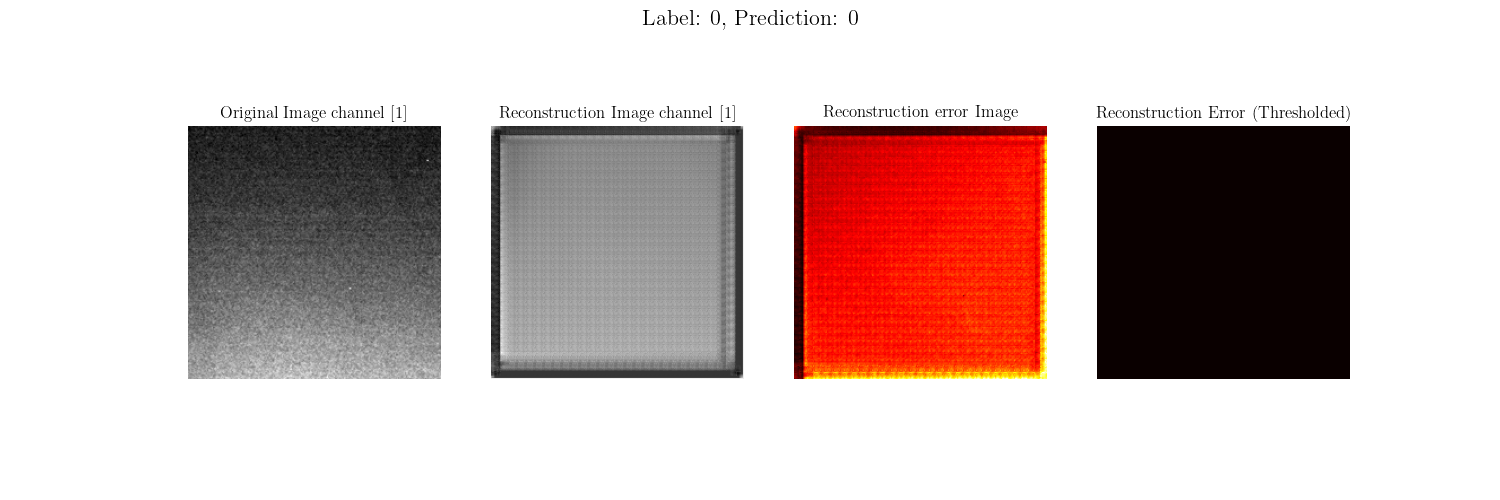 Label: 0, Prediction: 0
Original Image channel [1]
Reconstruction Image channel [1]
Reconstruction error Image
Reconstruction Error (Thresholded)